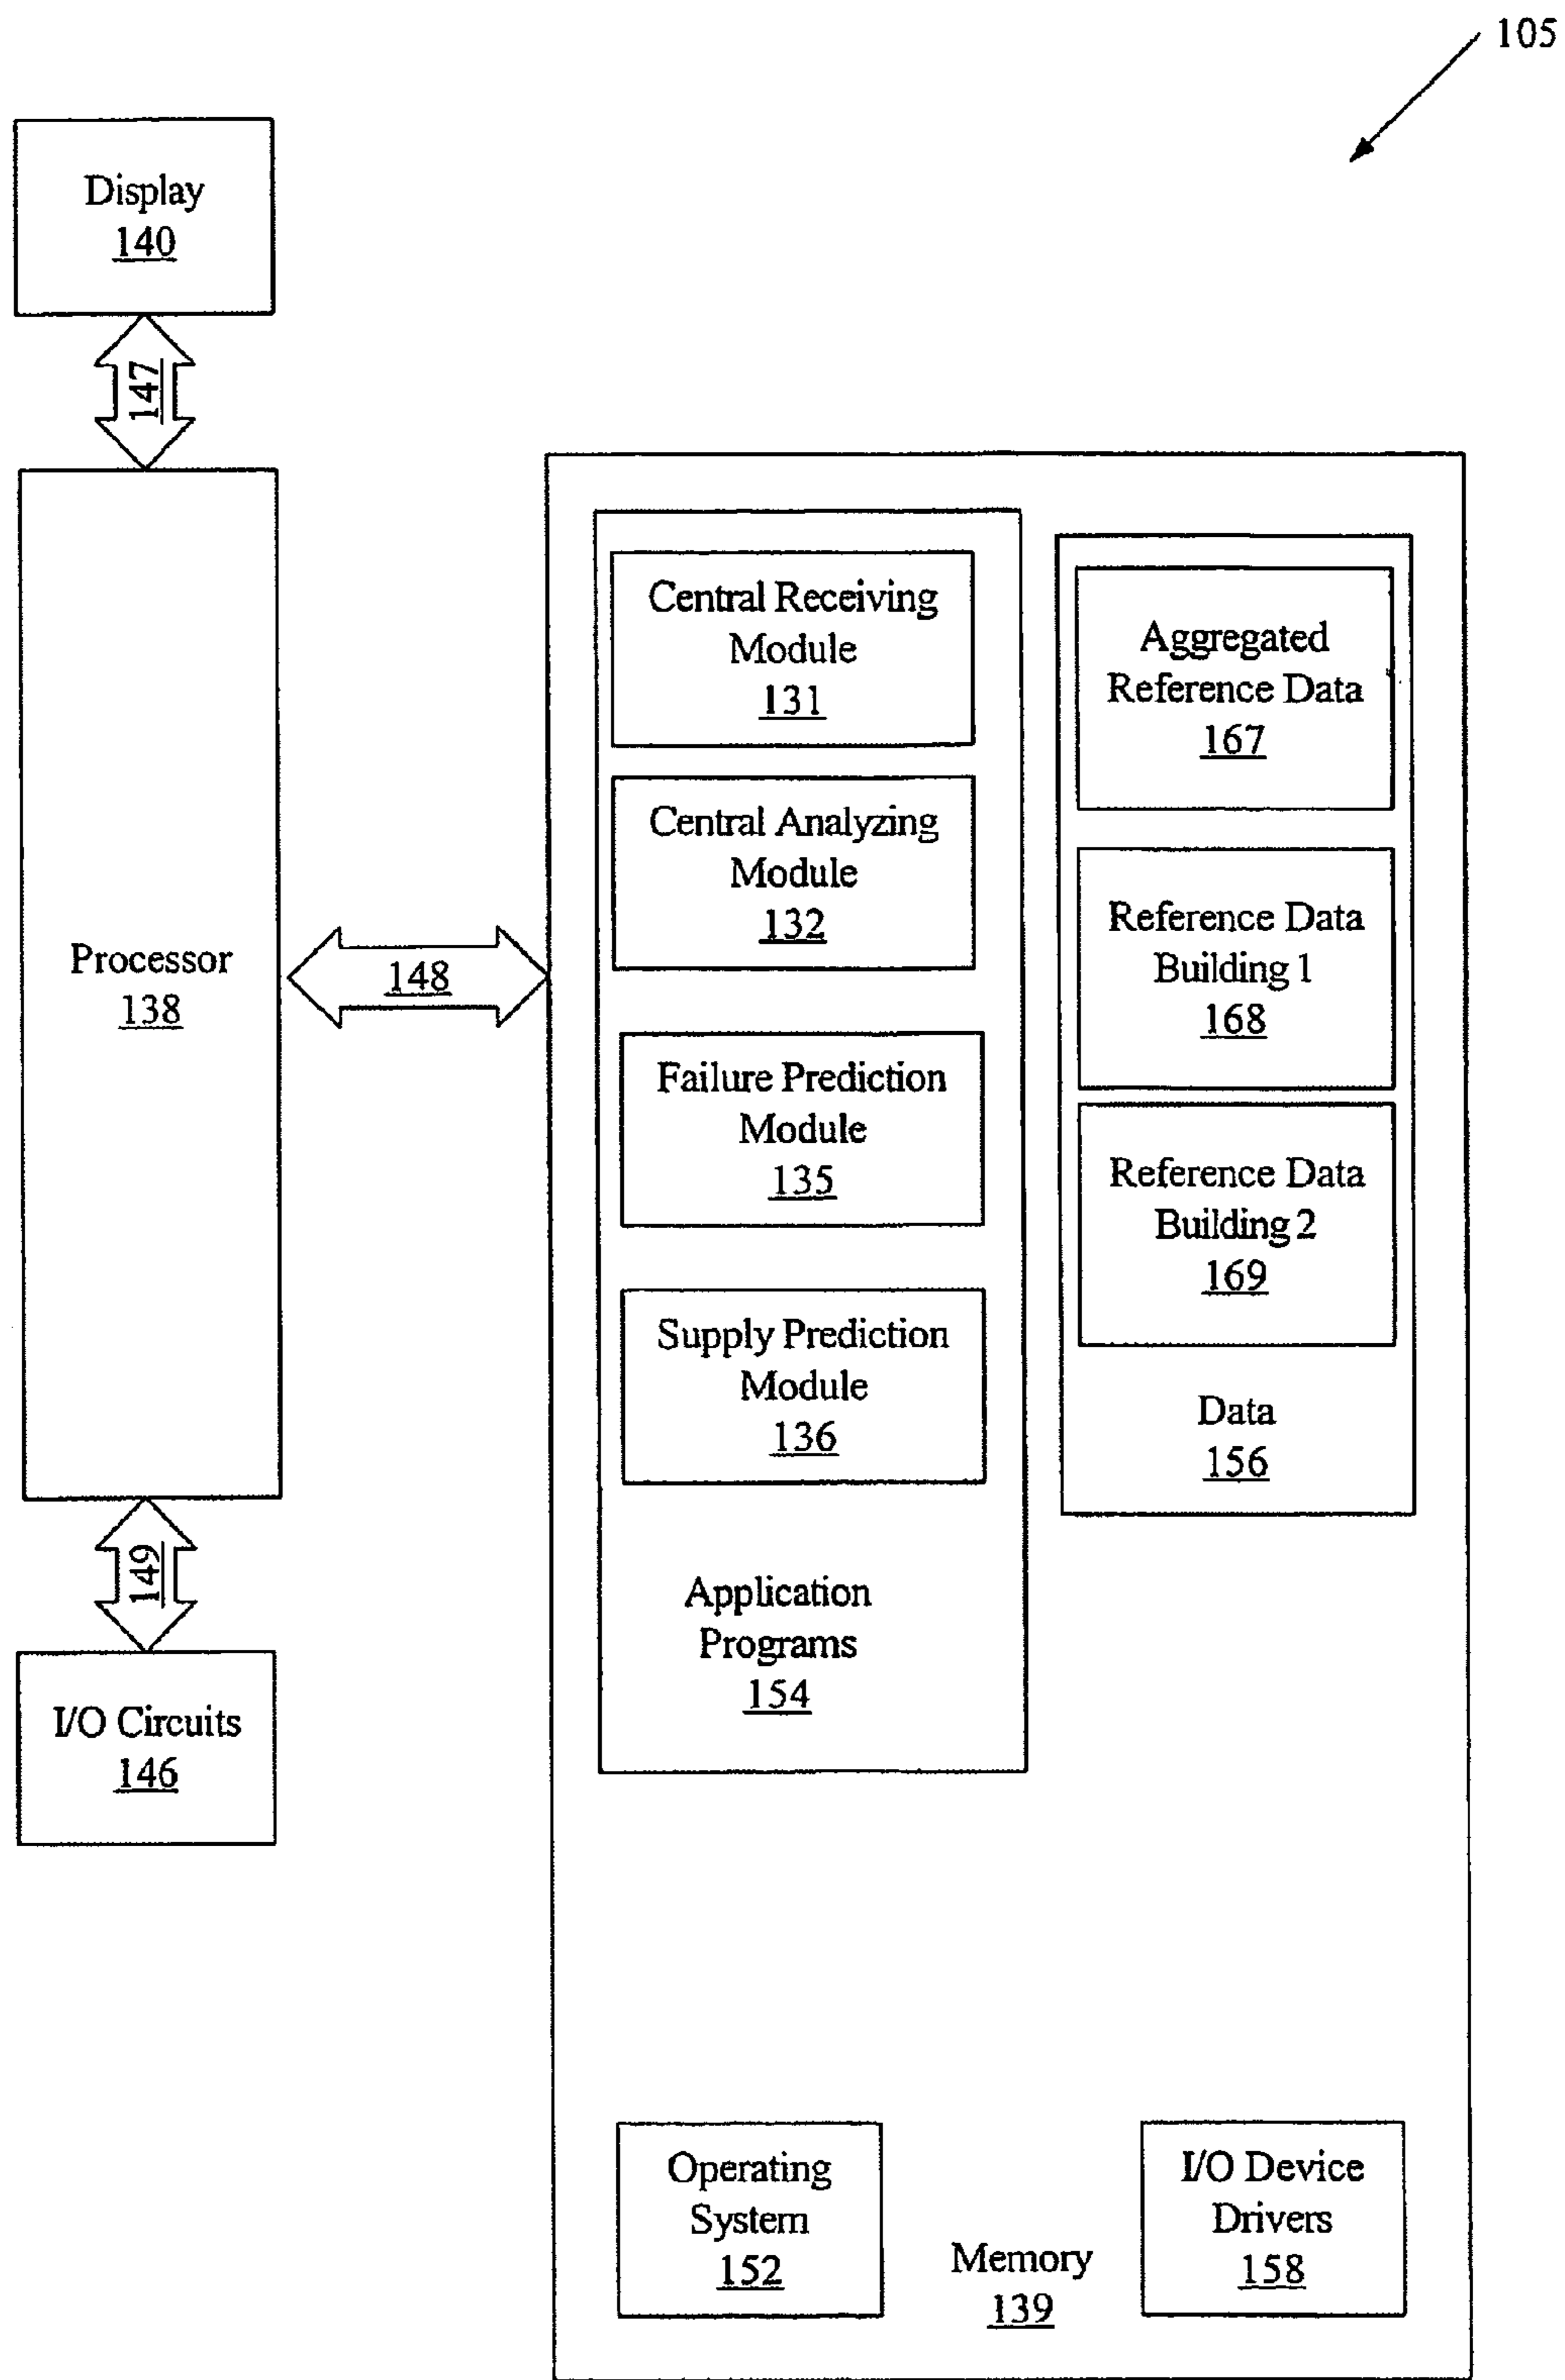 105
Display
140
147
Processor
138
148
149
I/O Circuits
146
Central Receiving
Module
131
Central Analyzing
Module
132
Failure Prediction
Module
135
Supply Prediction
Module
136
Application
Programs
154
Aggregated
Reference Data
167
Reference Data
Building 1
168
Reference Data
Building 2
169
Data
156
Operating
System
152
Memory
139
I/O Device
Drivers
158